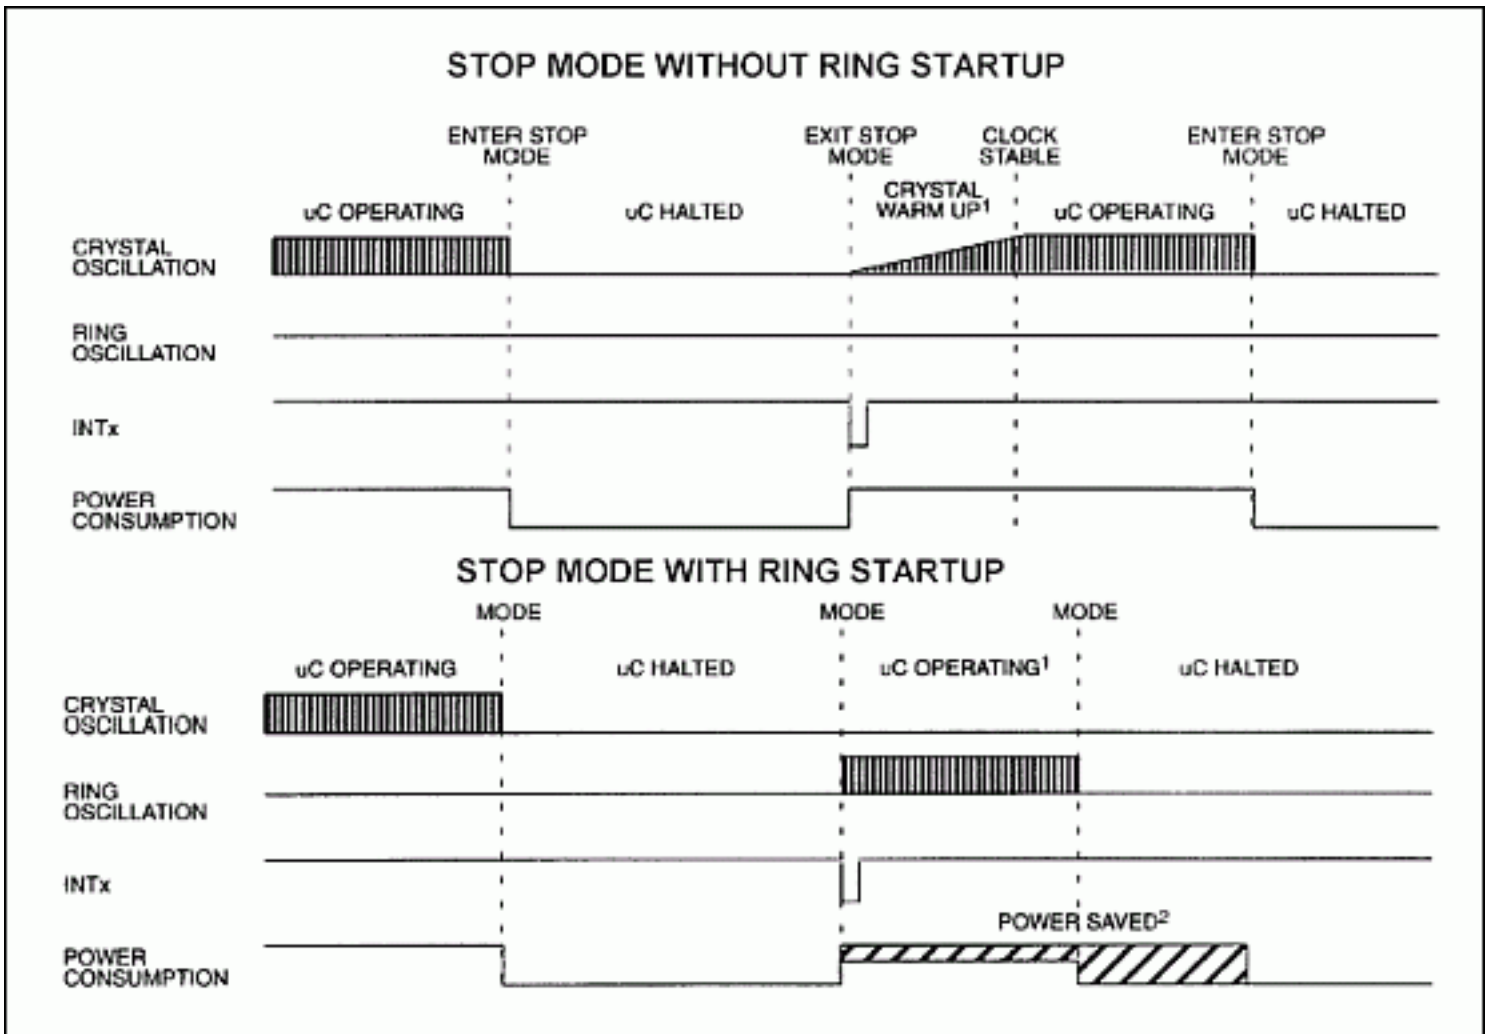 STOP MODE WITHOUT RING STARTUP
ENTER STOP MODE
EXIT STOP MODE
CLOCK STABLE
ENTER STOP MODE
uC OPERATING
uC HALTED
CRYSTAL WARM UP1
uC OPERATING
uC HALTED
CRYSTAL OSCILLATION
RING OSCILLATION
INTx
POWER CONSUMPTION
STOP MODE WITH RING STARTUP
MODE
MODE
MODE
uC OPERATING
uC HALTED
uC OPERATING1
uC HALTED
CRYSTAL OSCILLATION
RING OSCILLATION
INTx
POWER SAVED2
POWER CONSUMPTION